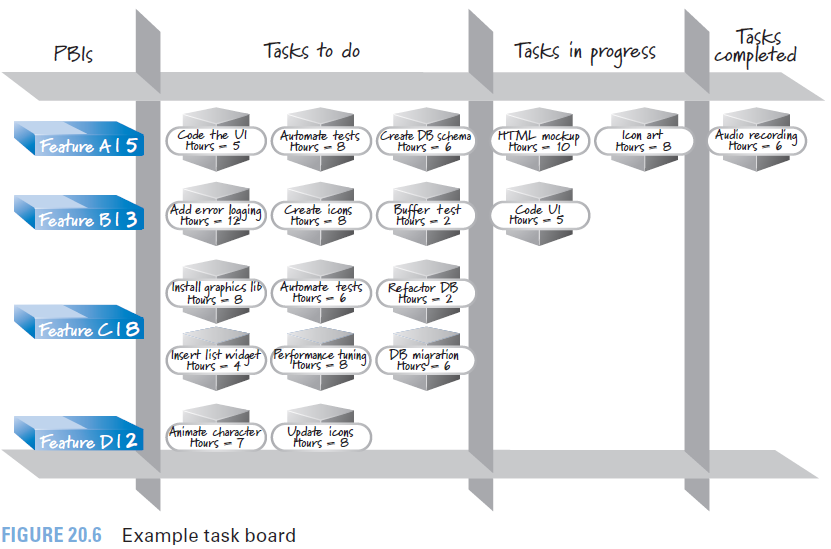 PBIs
Tasks to do
Tasks in progress
Tasks
completed
Feature A | 5
Code the UI
Hours = 5
Automate tests
Hours = 8
Create DB schema
Hours = 6
HTML mockup
Hours = 10
Icon art
Hours = 8
Audio recording
Hours = 6
Feature B | 3
Add error logging
Hours = 12
Create icons
Hours = 8
Buffer test
Hours = 2
Code UI
Hours = 5
Feature C | 8
Install graphics lib
Hours = 8
Automate tests
Hours = 6
Refactor DB
Hours = 2
Insert list widget
Hours = 4
Performance tuning
Hours = 8
DB migration
Hours = 6
Feature D | 2
Animate character
Hours = 7
Update icons
Hours = 8
FIGURE 20.6 Example task board